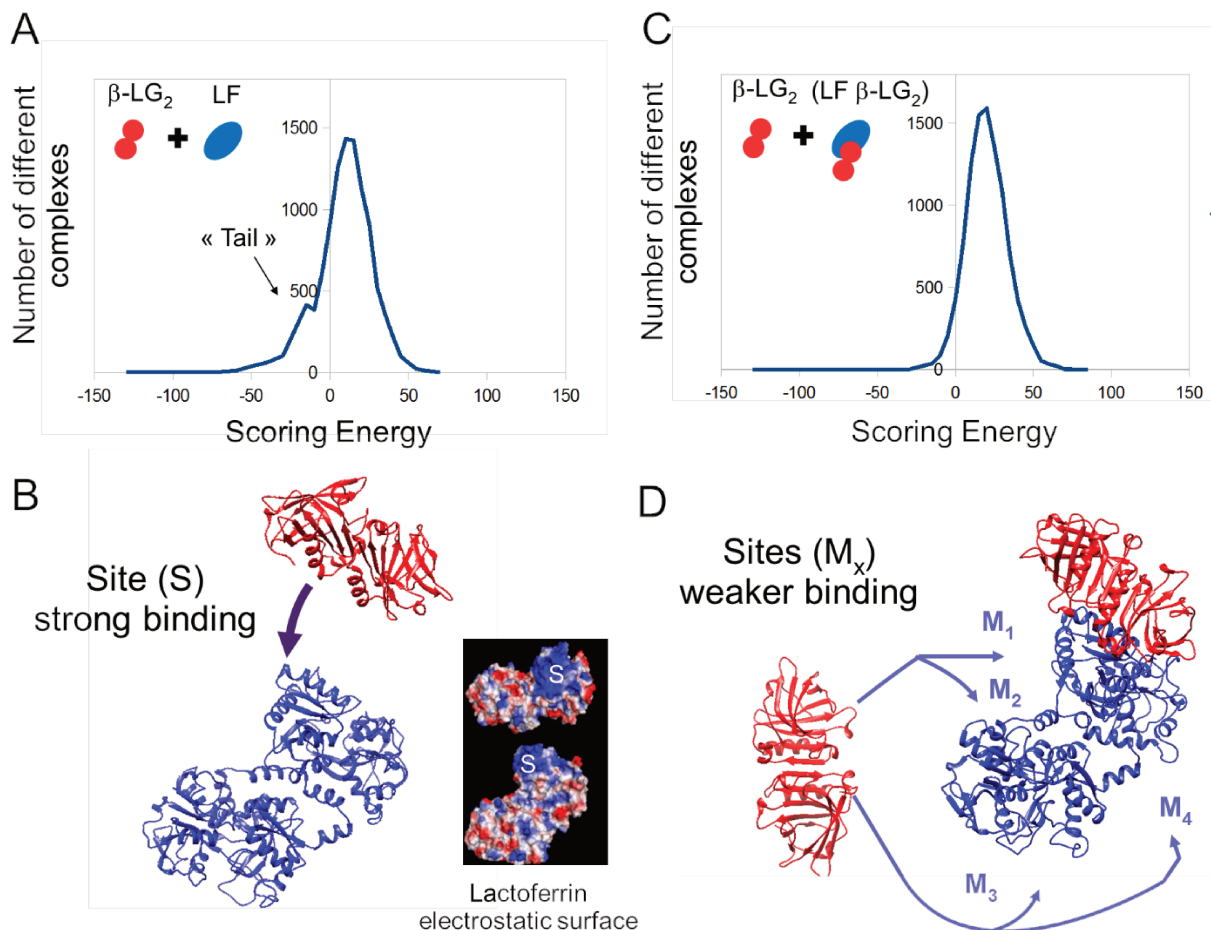 A
β-LG₂ LF
Number of different
complexes
1500
1000
« Tail »
500
0
-150 -100 -50 0 50 100 150
Scoring Energy
C
β-LG₂ (LF β-LG₂)
Number of different
complexes
1500
1000
500
0
-150 -100 -50 0 50 100 150
Scoring Energy
B
Site (S)
strong binding
S
S
Lactoferrin
electrostatic surface
D
Sites (Mₓ)
weaker binding
M₁
M₂
M₃
M₄